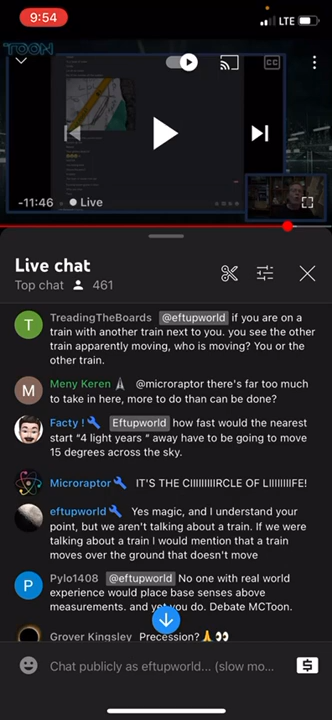 9:54
LTE
TOON
CC
-11:46
Live
Live chat
Top chat 461
T
TreadingTheBoards @eftupworld if you are on a
train with another train next to you. you see the other
train apparently moving, who is moving? You or the
other train.
M
Meny Keren @microraptor there's far too much
to take in here, more to do than can be done?
Facty ! Eftupworld how fast would the nearest
start “4 light years “ away have to be going to move
15 degrees across the sky.
Microraptor IT'S THE CIIIIIIIIRCLE OF LIIIIIIIIFE!
eftupworld Yes magic, and I understand your
point, but we aren't talking about a train. If we were
talking about a train I would mention that a train
moves over the ground that doesn't move
P
Pylo1408 @eftupworld No one with real world
experience would place base senses above
measurements. and yet you do. Debate MCToon.
Grover Kingsley Precession?🙏👀
Chat publicly as eftupworld... (slow mo...
$